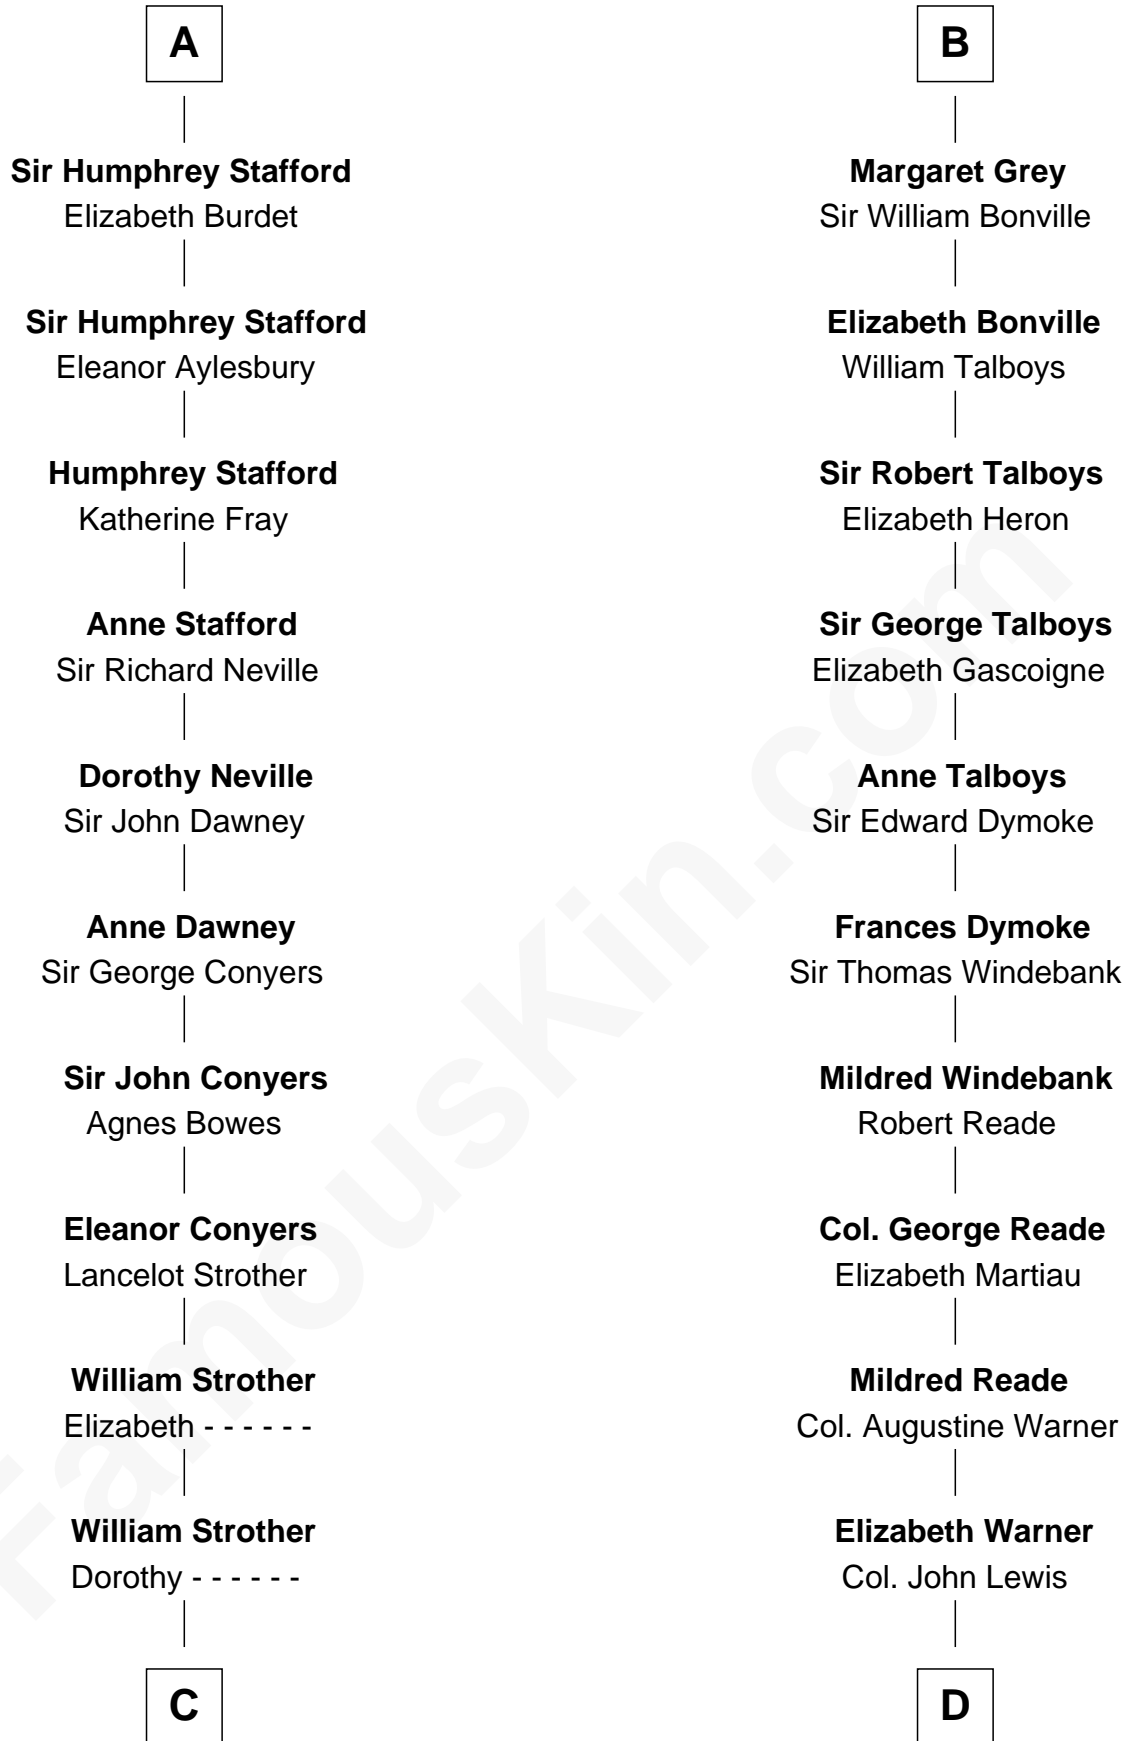 A
Sir Humphrey Stafford
Elizabeth Burdet
Sir Humphrey Stafford
Eleanor Aylesbury
Humphrey Stafford
Katherine Fray
Anne Stafford
Sir Richard Neville
Dorothy Neville
Sir John Dawney
Anne Dawney
Sir George Conyers
Sir John Conyers
Agnes Bowes
Eleanor Conyers
Lancelot Strother
William Strother
Elizabeth - - - - - -
William Strother
Dorothy - - - - - -
C
B
Margaret Grey
Sir William Bonville
Elizabeth Bonville
William Talboys
Sir Robert Talboys
Elizabeth Heron
Sir George Talboys
Elizabeth Gascoigne
Anne Talboys
Sir Edward Dymoke
Frances Dymoke
Sir Thomas Windebank
Mildred Windebank
Robert Reade
Col. George Reade
Elizabeth Martiau
Mildred Reade
Col. Augustine Warner
Elizabeth Warner
Col. John Lewis
D
FamousKin.com